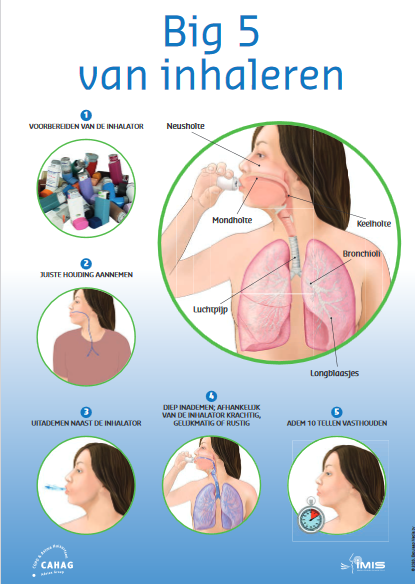 Big 5
van inhaleren
1
VOORBEREIDEN VAN DE INHALATOR
Neusholte
Mondholte
Keelholte
Bronchioli
Luchtpijp
Longblaasjes
2
JUISTE HOUDING AANNEMEN
3
UITADEMEN NAAST DE INHALATOR
4
DIEP INADEMEN; AFHANKELIJK
VAN DE INHALATOR KRACHTIG,
GELIJKMATIG OF RUSTIG
5
ADEM 10 TELLEN VASTHOUDEN
CAHAG
IMIS